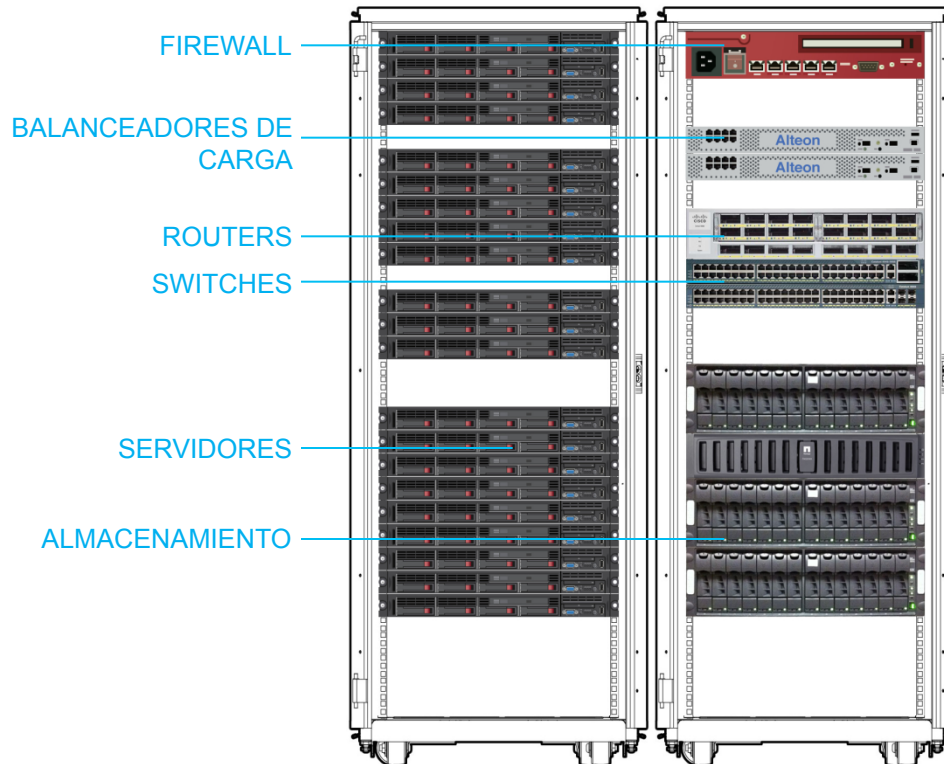 FIREWALL
BALANCEADORES DE
CARGA
Alteon
Alteon
ROUTERS
SWITCHES
SERVIDORES
ALMACENAMIENTO